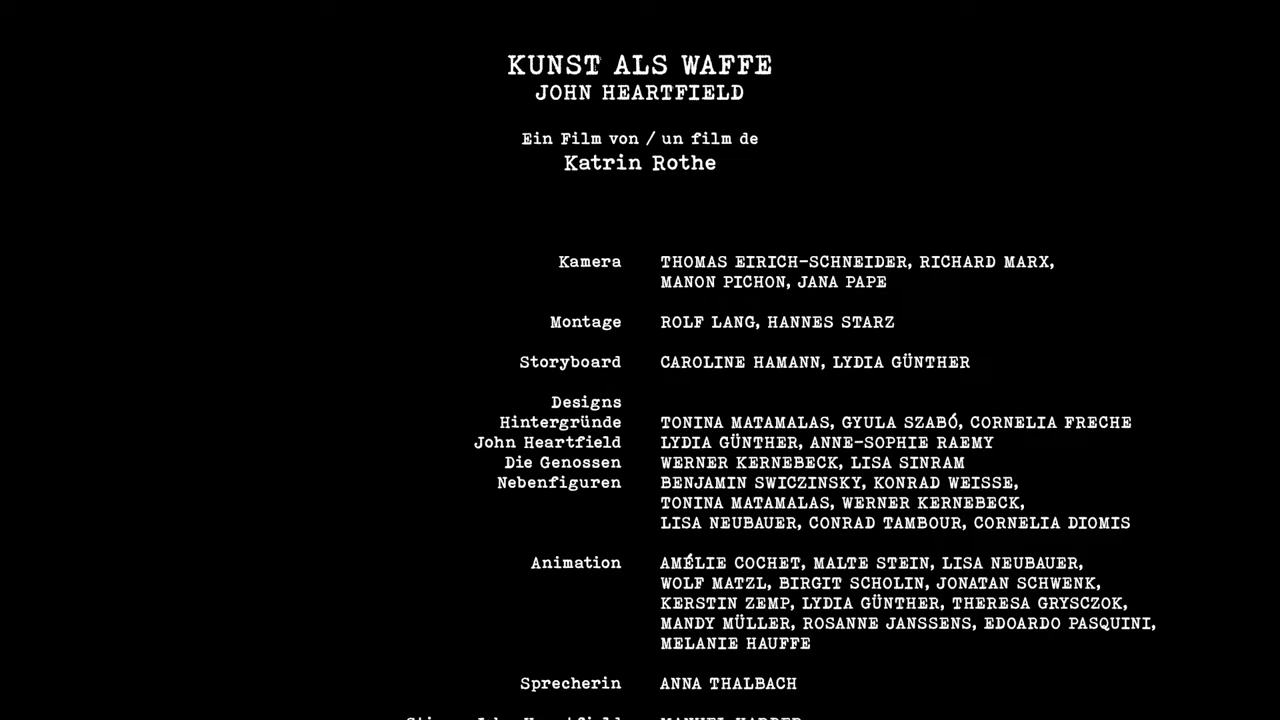 KUNST ALS WAFFE
JOHN HEARTFIELD
Ein Film von / un film de
Katrin Rothe
Kamera THOMAS EIRICH-SCHNEIDER, RICHARD MARX,
MANON PICHON, JANA PAPE
Montage ROLF LANG, HANNES STARZ
Storyboard CAROLINE HAMANN, LYDIA GÜNTHER
Designs
Hintergründe TONINA MATAMALAS, GYULA SZABÓ, CORNELIA FRECHE
John Heartfield LYDIA GÜNTHER, ANNE-SOPHIE RAEMY
Die Genossen WERNER KERNEBECK, LISA SINRAM
Nebenfiguren BENJAMIN SWICZINSKY, KONRAD WEISSE,
TONINA MATAMALAS, WERNER KERNEBECK,
LISA NEUBAUER, CONRAD TAMBOUR, CORNELIA DIOMIS
Animation AMÉLIE COCHET, MALTE STEIN, LISA NEUBAUER,
WOLF MATZL, BIRGIT SCHOLIN, JONATAN SCHWENK,
KERSTIN ZEMP, LYDIA GÜNTHER, THERESA GRYSCZOK,
MANDY MÜLLER, ROSANNE JANSSENS, EDOARDO PASQUINI,
MELANIE HAUFFE
Sprecherin ANNA THALBACH